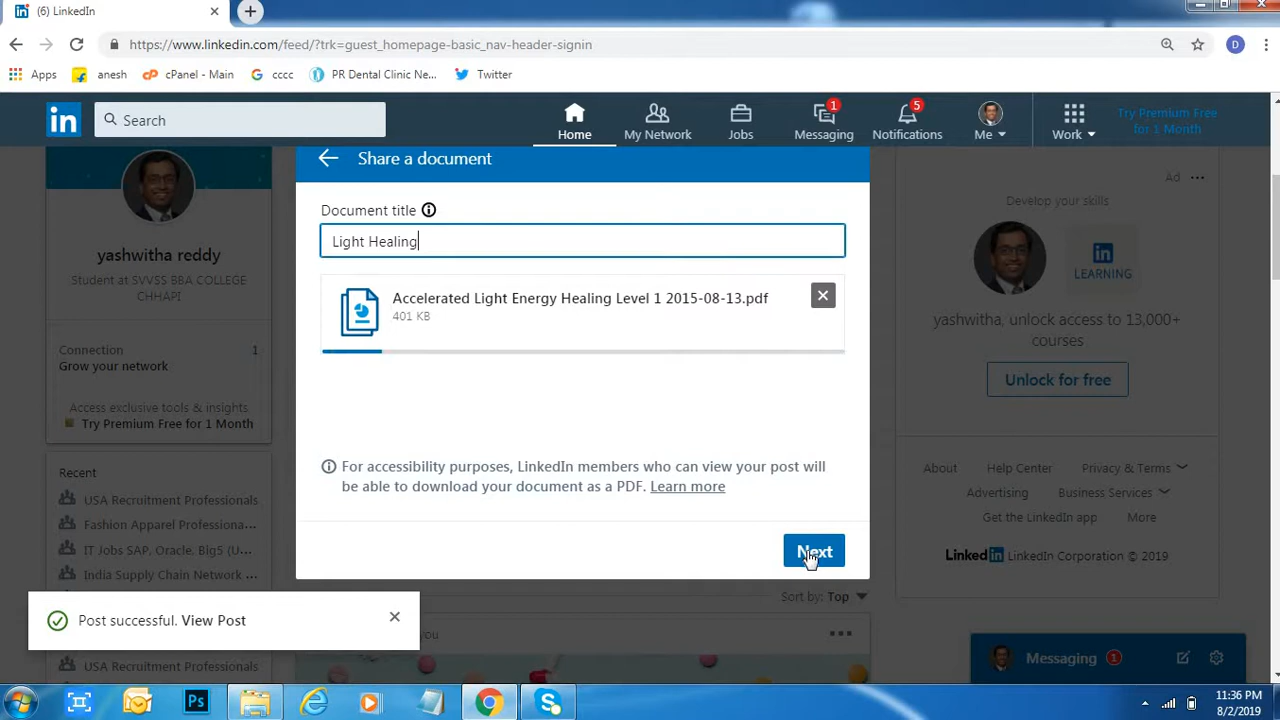 (6) LinkedIn
https://www.linkedin.com/feed/?trk=guest_homepage-basic_nav-header-signin
D
Apps
anesh
cPanel - Main
cccc
PR Dental Clinic Ne...
Twitter
in
Search
Home
My Network
Jobs
1
Messaging
5
Notifications
Me
Work
Try Premium Free
for 1 Month
yashwitha reddy
Student at SVVSS BBA COLLEGE
CHHAPI
Connection
1
Grow your network
Access exclusive tools & insights
Try Premium Free for 1 Month
Recent
USA Recruitment Professionals
Fashion Apparel Professiona...
IT Jobs SAP, Oracle, Big5 (U...
India Supply Chain Network
USA Recruitment Professionals
Share a document
Document title
Light Healing
Accelerated Light Energy Healing Level 1 2015-08-13.pdf
401 KB
For accessibility purposes, LinkedIn members who can view your post will
be able to download your document as a PDF. Learn more
Next
Sort by: Top
you
Post successful. View Post
Ad
Develop your skills
in
LEARNING
yashwitha, unlock access to 13,000+
courses
Unlock for free
About
Help Center
Privacy & Terms
Advertising
Business Services
Get the LinkedIn app
More
LinkedIn LinkedIn Corporation © 2019
Messaging
1
Ps
11:36 PM
8/2/2019